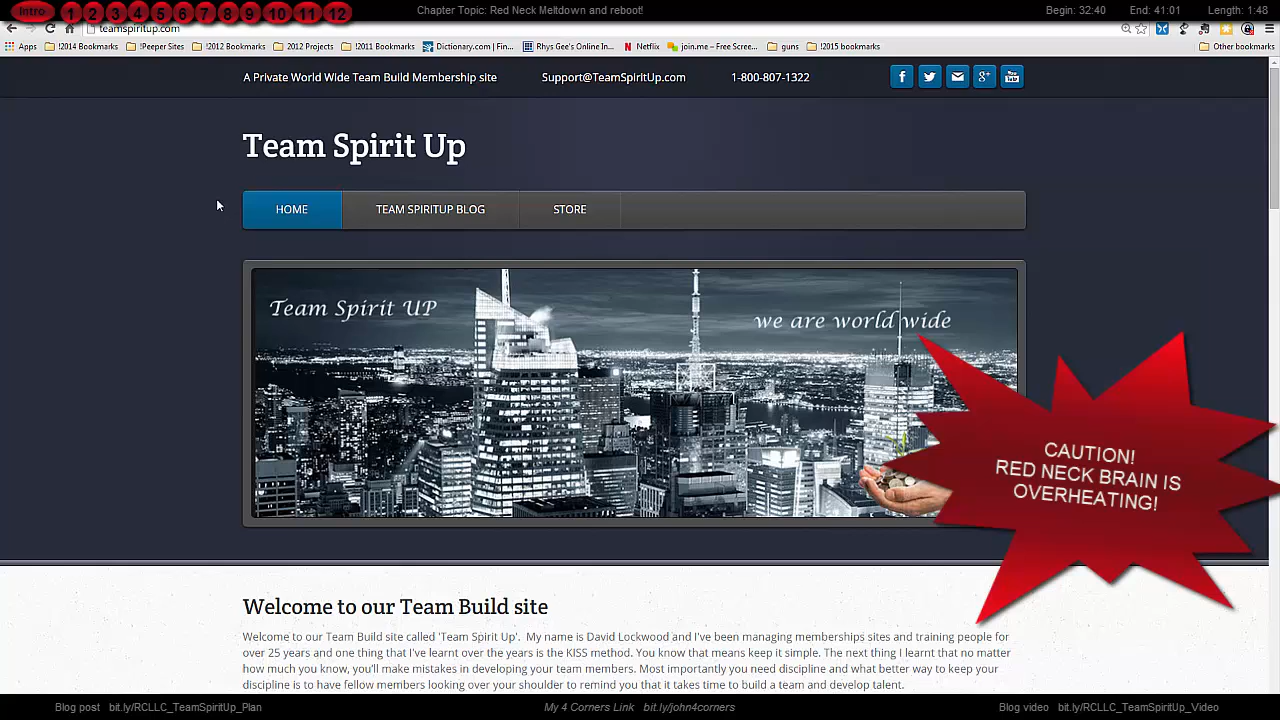 Intro 1 2 3 4 5 6 7 8 9 10 11 12
Chapter Topic: Red Neck Meltdown and reboot!
Begin: 32:40 End: 41:01 Length: 1:48
teamspiritup.com
Apps !2014 Bookmarks !Peeper Sites !2012 Bookmarks 2012 Projects !2011 Bookmarks Dictionary.com | Fin... Rhys Gee's Online In... Netflix join.me – Free Scree... guns !2015 bookmarks Other bookmarks
A Private World Wide Team Build Membership site Support@TeamSpiritUp.com 1-800-807-1322
Team Spirit Up
HOME TEAM SPIRITUP BLOG STORE
Team Spirit UP
we are world wide
CAUTION!
RED NECK BRAIN IS
OVERHEATING!
Welcome to our Team Build site
Welcome to our Team Build site called 'Team Spirit Up'. My name is David Lockwood and I've been managing memberships sites and training people for
over 25 years and one thing that I've learnt over the years is the KISS method. You know that means keep it simple. The next thing I learnt that no matter
how much you know, you'll make mistakes in developing your team members. Most importantly you need discipline and what better way to keep your
discipline is to have fellow members looking over your shoulder to remind you that it takes time to build a team and develop talent.
Blog post bit.ly/RCLLC_TeamSpiritUp_Plan
My 4 Corners Link bit.ly/john4corners
Blog video bit.ly/RCLLC_TeamSpiritUp_Video